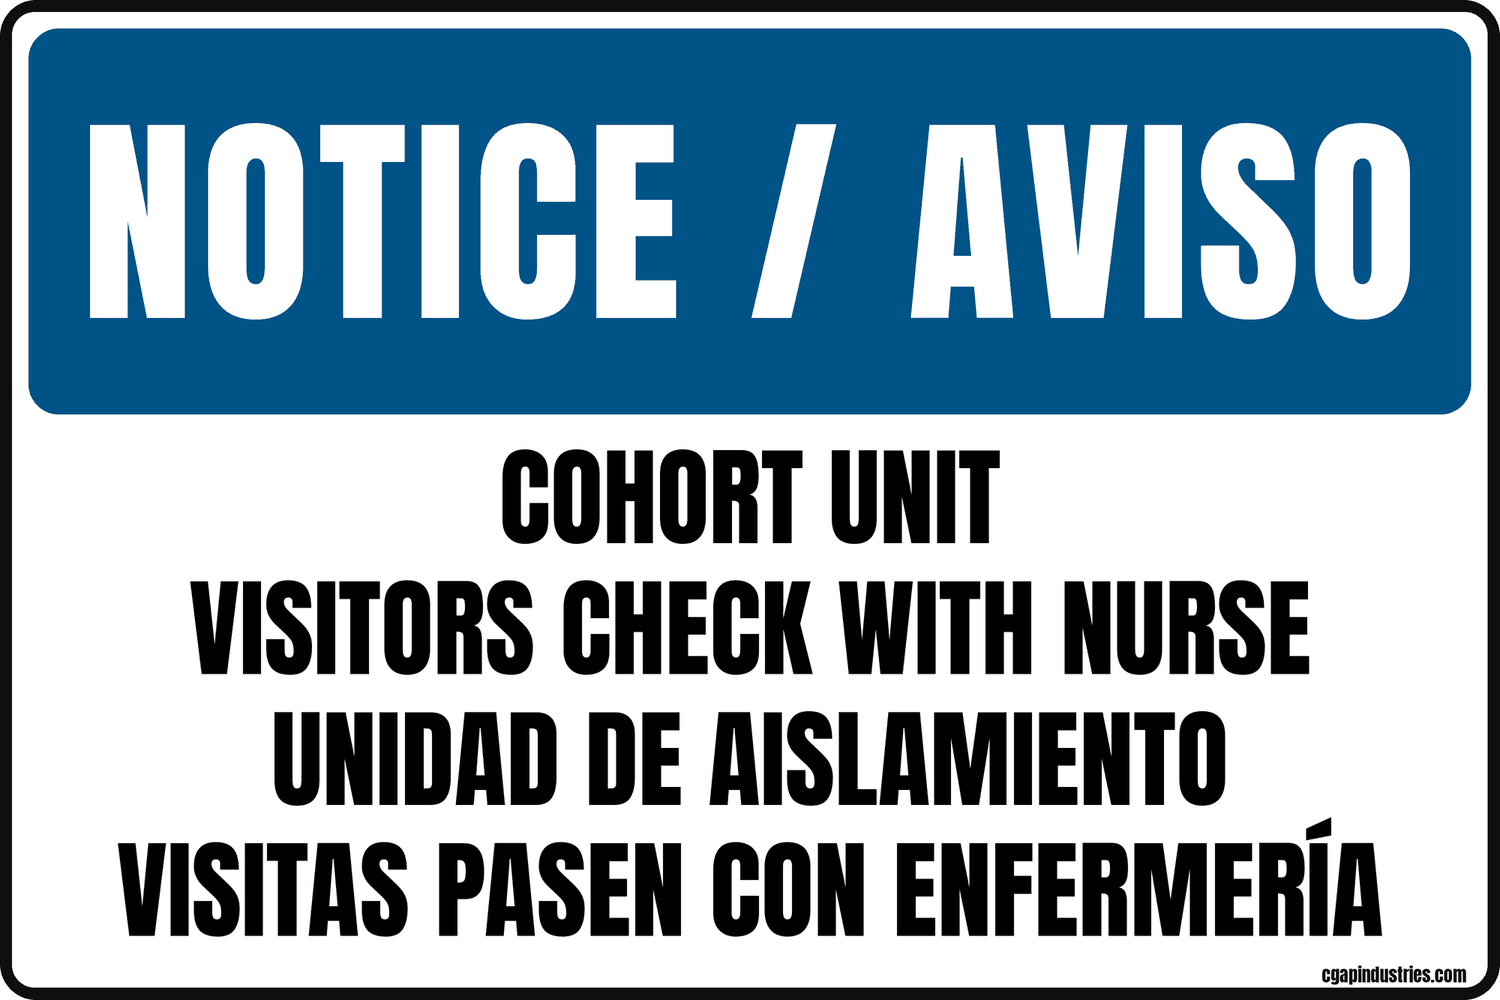 NOTICE / AVISO
COHORT UNIT
VISITORS CHECK WITH NURSE
UNIDAD DE AISLAMIENTO
VISITAS PASEN CON ENFERMERÍA
cgapindustries.com